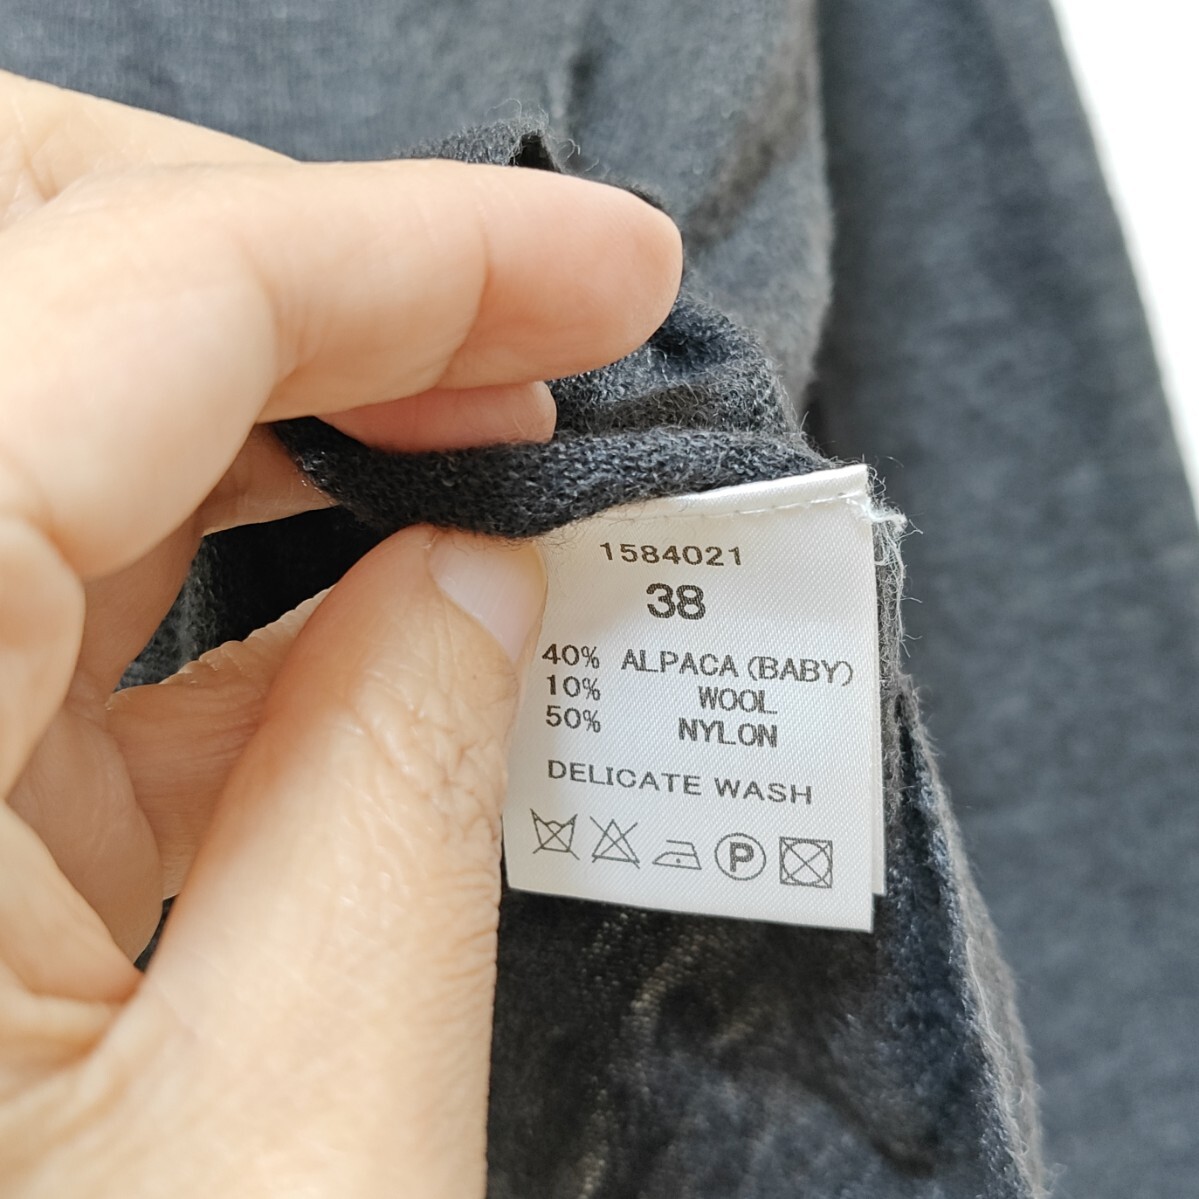 1584021
38
40% ALPACA (BABY)
10% WOOL
50% NYLON
DELICATE WASH
P